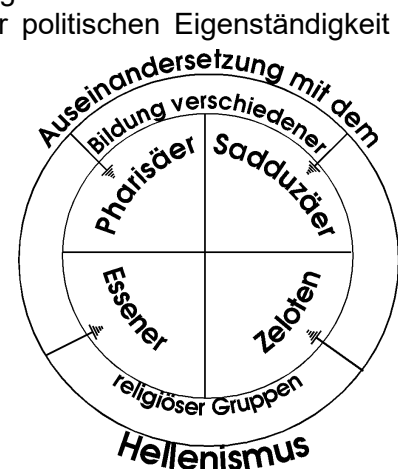 r politischen Eigenständigkeit
Auseinandersetzung mit dem
Bildung verschiedener
Pharisäer
Sadduzäer
Essener
Zeloten
religiöser Gruppen
Hellenismus